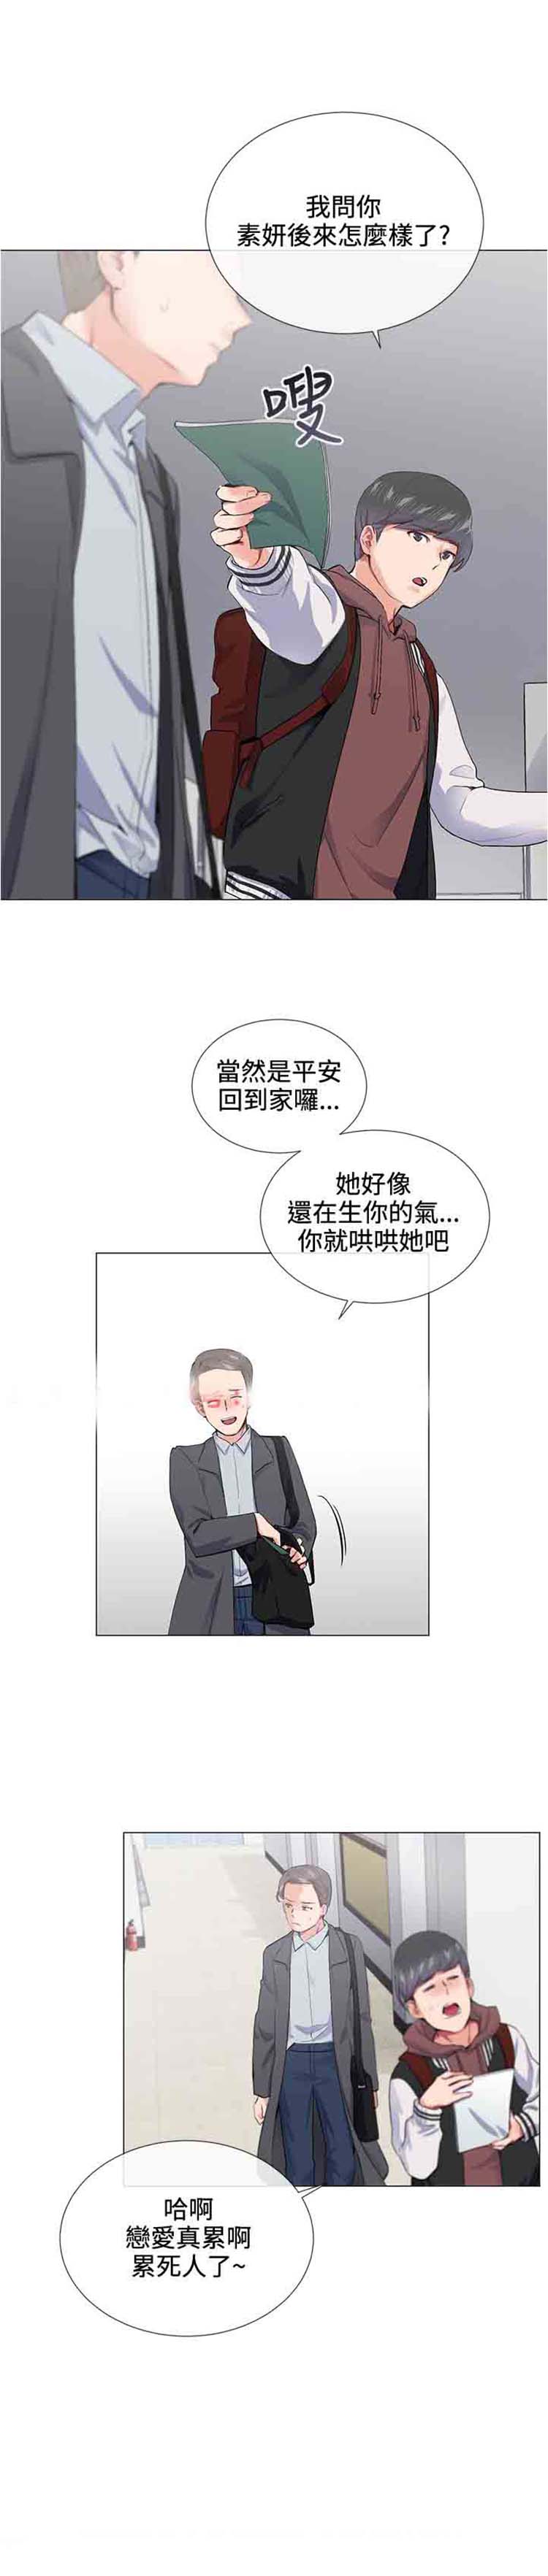 我問你
素妍後來怎麼樣了?
嗖
當然是平安
回到家囉...
她好像
還在生你的氣...
你就哄哄她吧
哈啊
戀愛真累啊
累死人了~